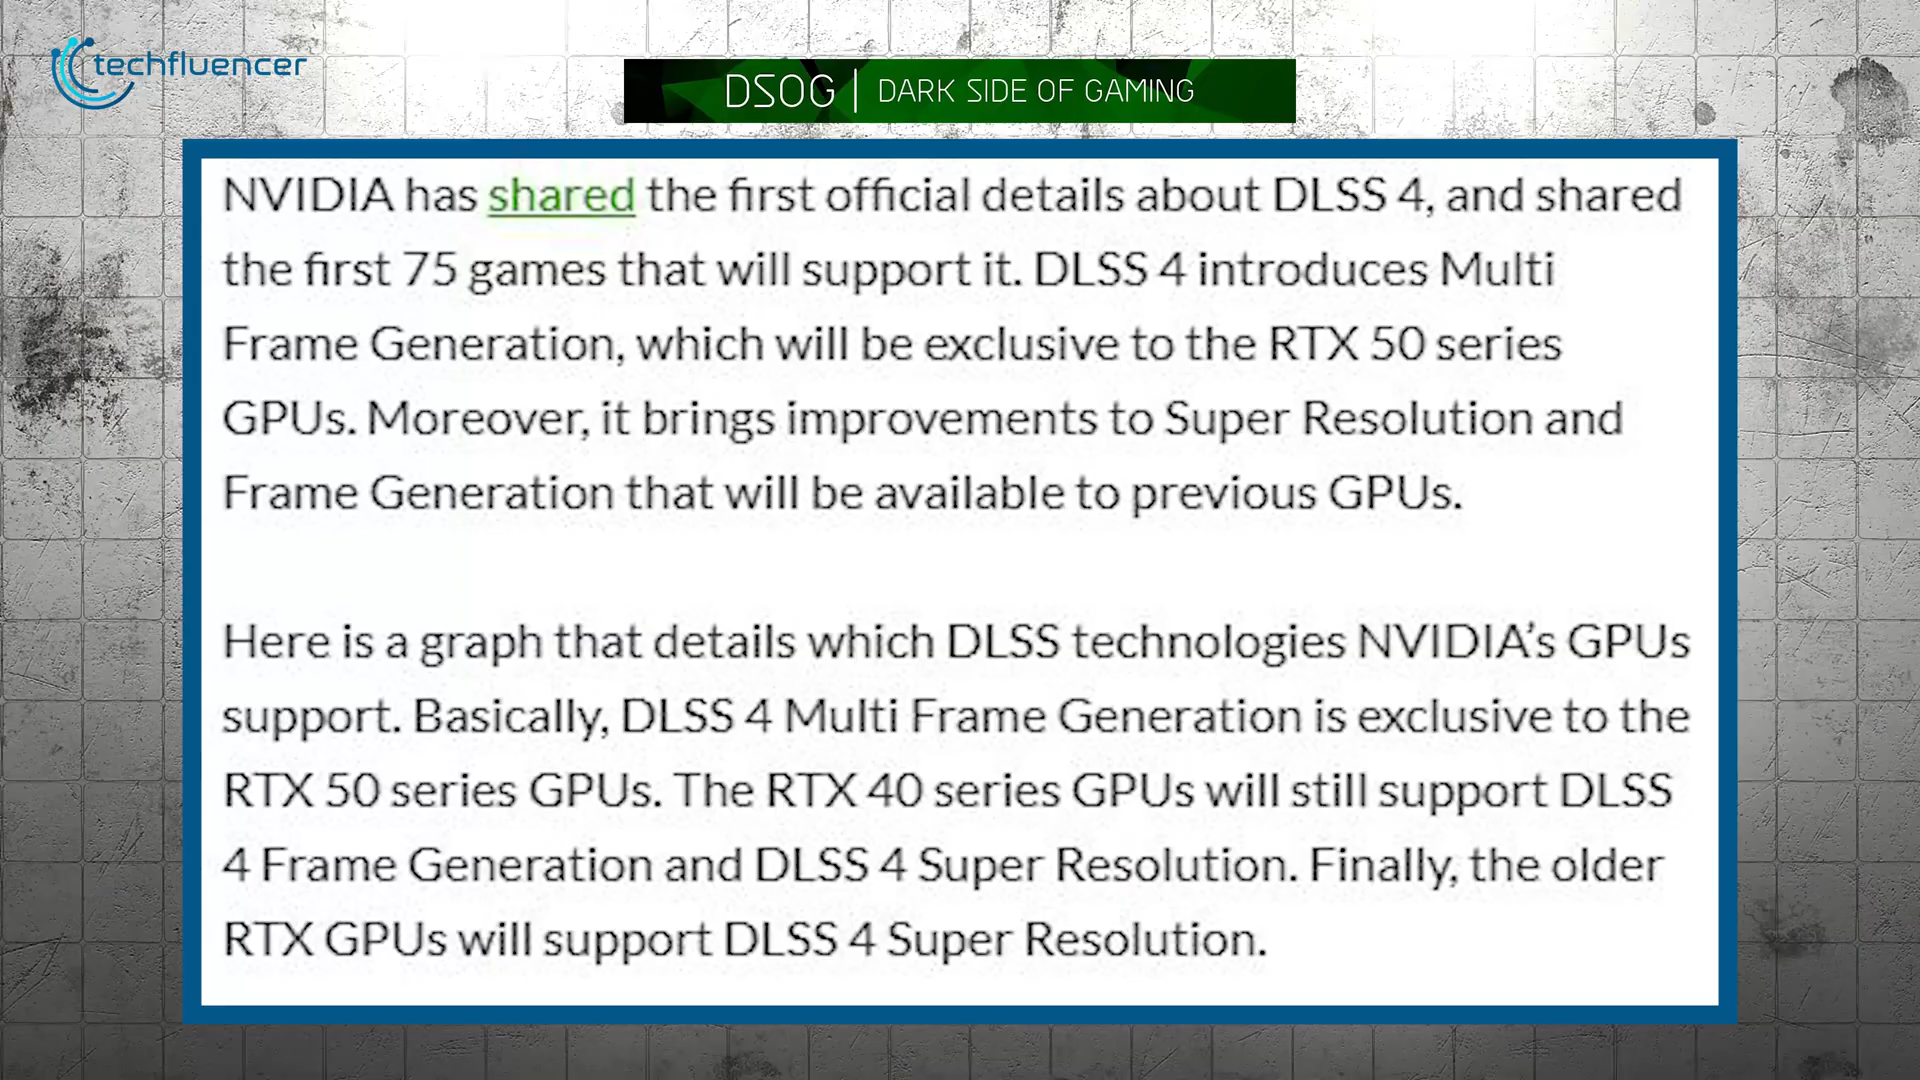 techfluencer
DSOG | DARK SIDE OF GAMING
NVIDIA has shared the first official details about DLSS 4, and shared
the first 75 games that will support it. DLSS 4 introduces Multi
Frame Generation, which will be exclusive to the RTX 50 series
GPUs. Moreover, it brings improvements to Super Resolution and
Frame Generation that will be available to previous GPUs.
Here is a graph that details which DLSS technologies NVIDIA’s GPUs
support. Basically, DLSS 4 Multi Frame Generation is exclusive to the
RTX 50 series GPUs. The RTX 40 series GPUs will still support DLSS
4 Frame Generation and DLSS 4 Super Resolution. Finally, the older
RTX GPUs will support DLSS 4 Super Resolution.